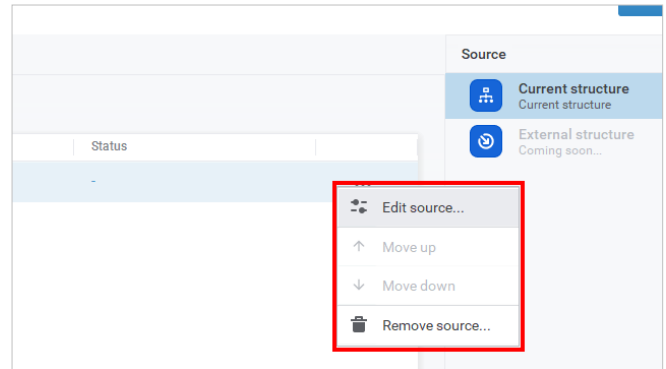 Source
Current structure
Current structure
External structure
Coming soon...
Status
-
Edit source...
Move up
Move down
Remove source...